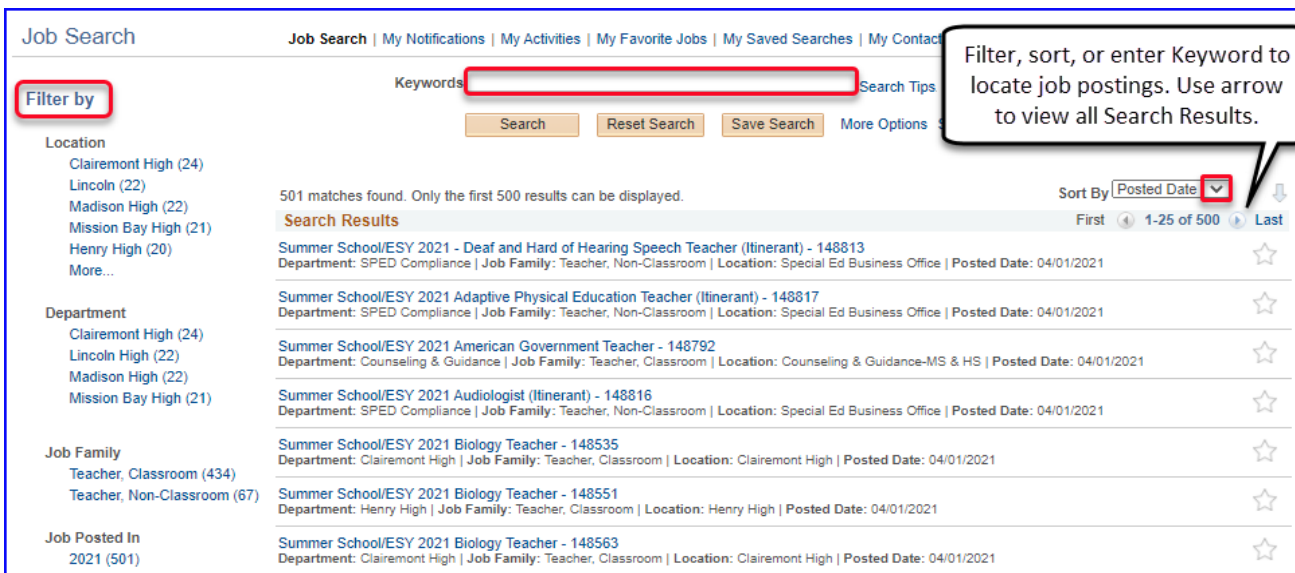 Job Search
Job Search | My Notifications | My Activities | My Favorite Jobs | My Saved Searches | My Contact
Filter, sort, or enter Keyword to
locate job postings. Use arrow
to view all Search Results.
Keywords
Search Tips
Filter by
Search Reset Search Save Search More Options
Location
Clairemont High (24)
Lincoln (22)
Madison High (22)
Mission Bay High (21)
Henry High (20)
More...
Department
Clairemont High (24)
Lincoln High (22)
Madison High (22)
Mission Bay High (21)
Job Family
Teacher, Classroom (434)
Teacher, Non-Classroom (67)
Job Posted In
2021 (501)
501 matches found. Only the first 500 results can be displayed.
Sort By Posted Date
Search Results
First 1-25 of 500 Last
Summer School/ESY 2021 - Deaf and Hard of Hearing Speech Teacher (Itinerant) - 148813
Department: SPED Compliance | Job Family: Teacher, Non-Classroom | Location: Special Ed Business Office | Posted Date: 04/01/2021
Summer School/ESY 2021 Adaptive Physical Education Teacher (Itinerant) - 148817
Department: SPED Compliance | Job Family: Teacher, Non-Classroom | Location: Special Ed Business Office | Posted Date: 04/01/2021
Summer School/ESY 2021 American Government Teacher - 148792
Department: Counseling & Guidance | Job Family: Teacher, Classroom | Location: Counseling & Guidance-MS & HS | Posted Date: 04/01/2021
Summer School/ESY 2021 Audiologist (Itinerant) - 148816
Department: SPED Compliance | Job Family: Teacher, Non-Classroom | Location: Special Ed Business Office | Posted Date: 04/01/2021
Summer School/ESY 2021 Biology Teacher - 148535
Department: Clairemont High | Job Family: Teacher, Classroom | Location: Clairemont High | Posted Date: 04/01/2021
Summer School/ESY 2021 Biology Teacher - 148551
Department: Henry High | Job Family: Teacher, Classroom | Location: Henry High | Posted Date: 04/01/2021
Summer School/ESY 2021 Biology Teacher - 148563
Department: Clairemont High | Job Family: Teacher, Classroom | Location: Clairemont High | Posted Date: 04/01/2021